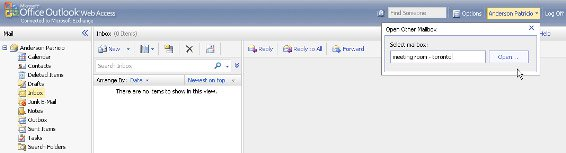 Microsoft
Office Outlook Web Access
Connected to Microsoft Exchange
Find Someone
Options
Anderson Patricio
Log Off
Mail
Inbox (0 Items)
Help
Open Other Mailbox
Select mailbox:
meeting room - toronto
Open ...
Anderson Patricio
Calendar
Contacts
Deleted Items
Drafts
Inbox
Junk E-Mail
Notes
Outbox
Sent Items
Tasks
Search Folders
New
Reply
Reply to All
Forward
Search Inbox
Arrange By: Date
Newest on top
There are no items to show in this view.